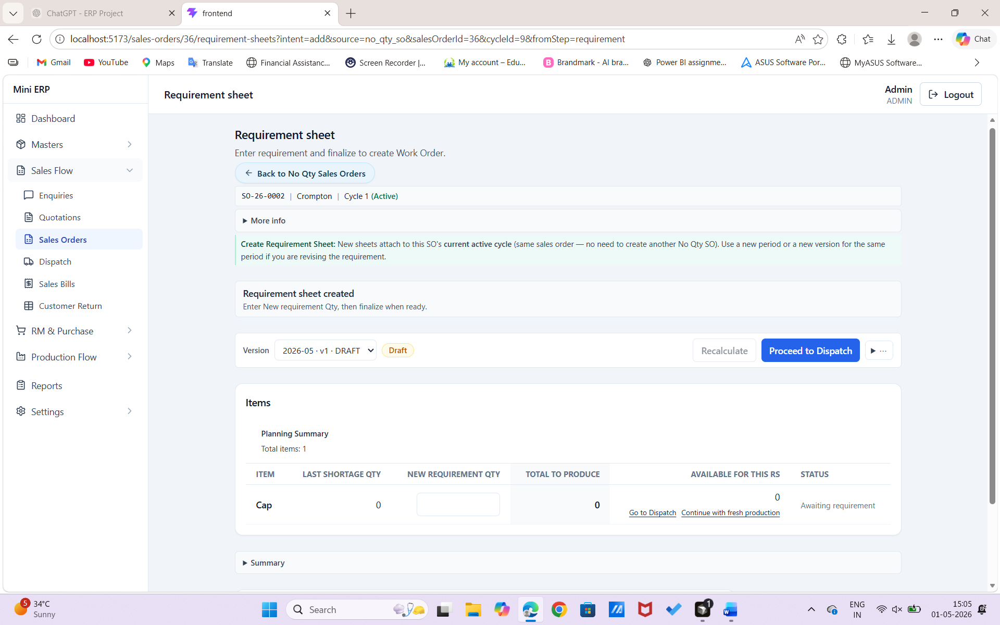 ChatGPT - ERP Project
frontend
localhost:5173/sales-orders/36/requirement-sheets?intent=add&source=no_qty_so&salesOrderId=36&cycleId=9&fromStep=requirement
Chat
Gmail
YouTube
Maps
Translate
Financial Assistanc...
Screen Recorder |...
My account – Edu...
Brandmark - AI bra...
Power BI assignme...
ASUS Software Por...
MyASUS Software...
Mini ERP
Requirement sheet
Admin
ADMIN
Logout
Dashboard
Masters
Sales Flow
Enquiries
Quotations
Sales Orders
Dispatch
Sales Bills
Customer Return
RM & Purchase
Production Flow
Reports
Settings
Requirement sheet
Enter requirement and finalize to create Work Order.
← Back to No Qty Sales Orders
SO-26-0002 | Crompton | Cycle 1 (Active)
▶ More info
Create Requirement Sheet: New sheets attach to this SO's current active cycle (same sales order — no need to create another No Qty SO). Use a new period or a new version for the same
period if you are revising the requirement.
Requirement sheet created
Enter New requirement Qty, then finalize when ready.
Version 2026-05 · v1 · DRAFT Draft Recalculate Proceed to Dispatch ▶ ...
Items
Planning Summary
Total items: 1
ITEM LAST SHORTAGE QTY NEW REQUIREMENT QTY TOTAL TO PRODUCE AVAILABLE FOR THIS RS STATUS
Cap 0 0 0 Awaiting requirement
Go to Dispatch Continue with fresh production
▶ Summary
5
34°C
Sunny
Search
1
ENG
IN
15:05
01-05-2026